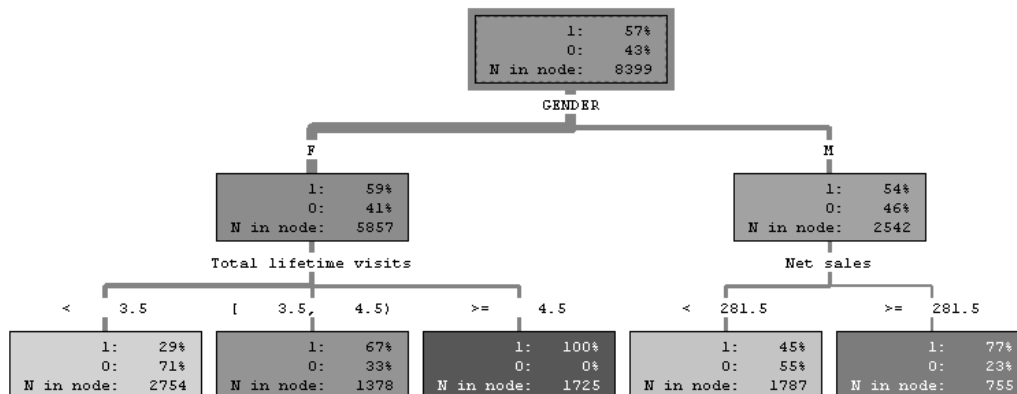 1: 57%
0: 43%
N in node: 8399
GENDER
F
M
1: 59%
0: 41%
N in node: 5857
1: 54%
0: 46%
N in node: 2542
Total lifetime visits
Net sales
< 3.5
[ 3.5, 4.5)
>= 4.5
< 281.5
>= 281.5
1: 29%
0: 71%
N in node: 2754
1: 67%
0: 33%
N in node: 1378
1: 100%
0: 0%
N in node: 1725
1: 45%
0: 55%
N in node: 1787
1: 77%
0: 23%
N in node: 755